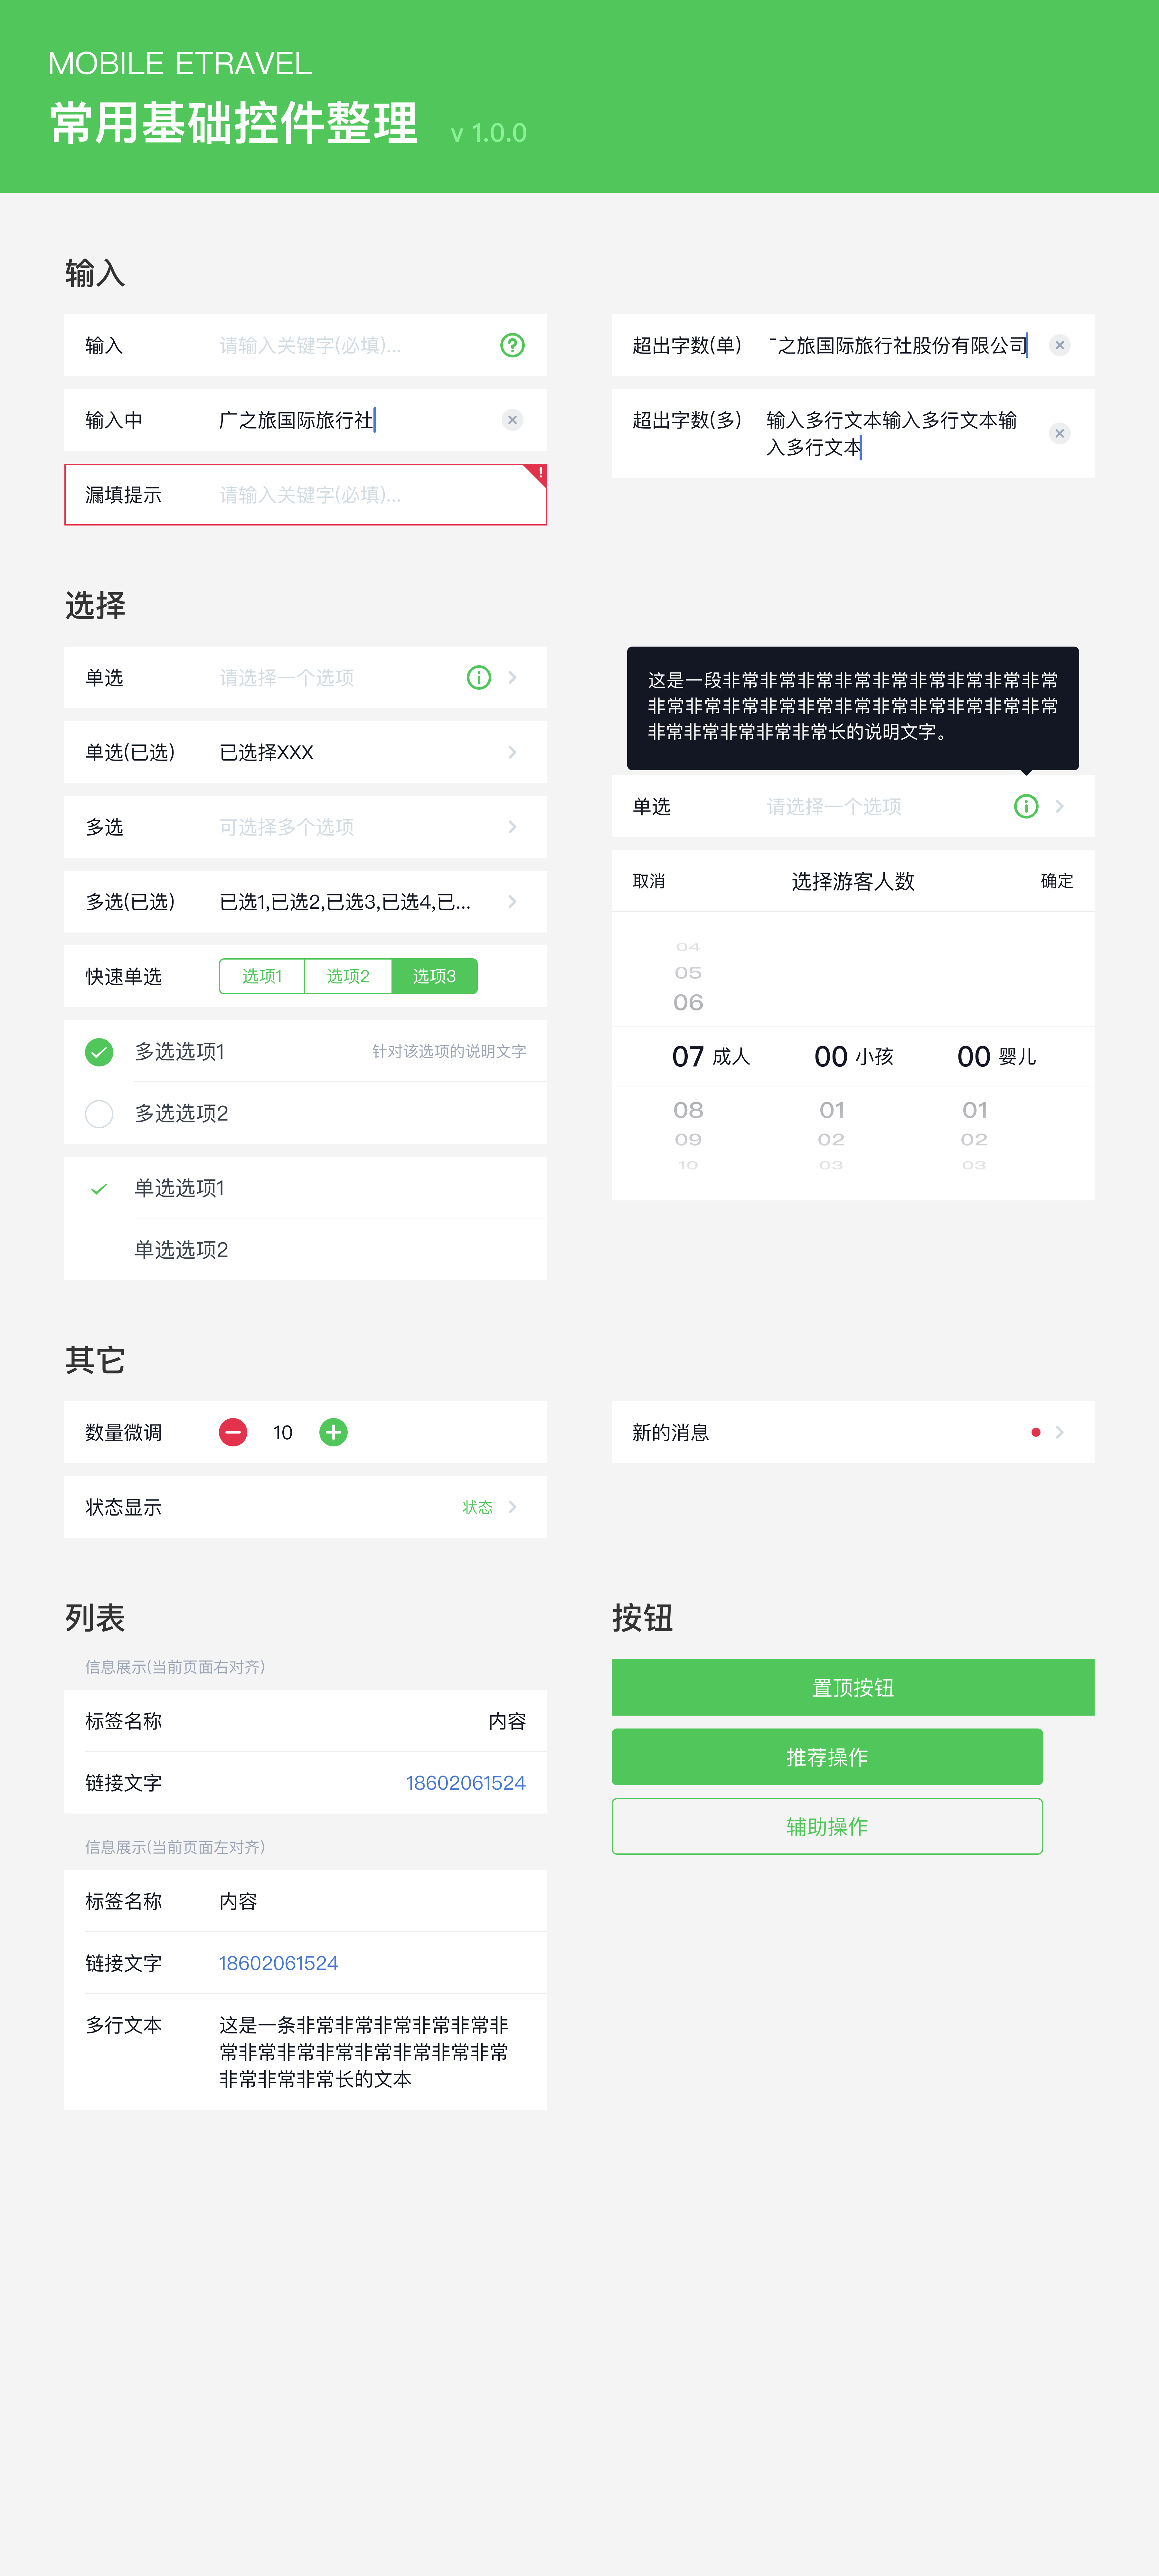 MOBILE ETRAVEL
常用基础控件整理 v 1.0.0
输入
输入 请输入关键字(必填)...
输入中 广之旅国际旅行社
漏填提示 请输入关键字(必填)...
!
超出字数(单) 之旅国际旅行社股份有限公司
超出字数(多) 输入多行文本输入多行文本输
入多行文本
选择
单选 请选择一个选项
单选(已选) 已选择XXX
多选 可选择多个选项
多选(已选) 已选1,已选2,已选3,已选4,已...
快速单选 选项1 选项2 选项3
多选选项1 针对该选项的说明文字
多选选项2
单选选项1
单选选项2
这是一段非常非常非常非常非常非常非常非常非常
非常非常非常非常非常非常非常非常非常非常非常
非常非常非常非常非常长的说明文字。
单选 请选择一个选项
取消 选择游客人数 确定
04
05
06
07 成人 00 小孩 00 婴儿
08 01 01
09 02 02
10 03 03
其它
数量微调 10
状态显示 状态
新的消息
列表
信息展示(当前页面右对齐)
标签名称 内容
链接文字 18602061524
信息展示(当前页面左对齐)
标签名称 内容
链接文字 18602061524
多行文本 这是一条非常非常非常非常非常非
常非常非常非常非常非常非常非常
非常非常非常长的文本
按钮
置顶按钮
推荐操作
辅助操作